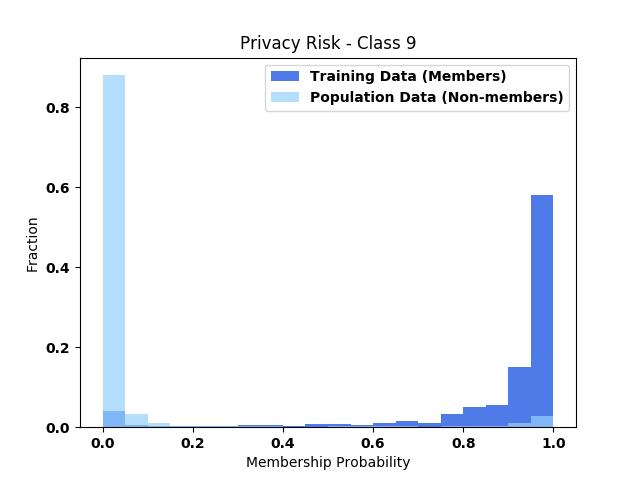 Privacy Risk - Class 9
Training Data (Members)
Population Data (Non-members)
Fraction
0.8
0.6
0.4
0.2
0.0
0.0 0.2 0.4 0.6 0.8 1.0
Membership Probability